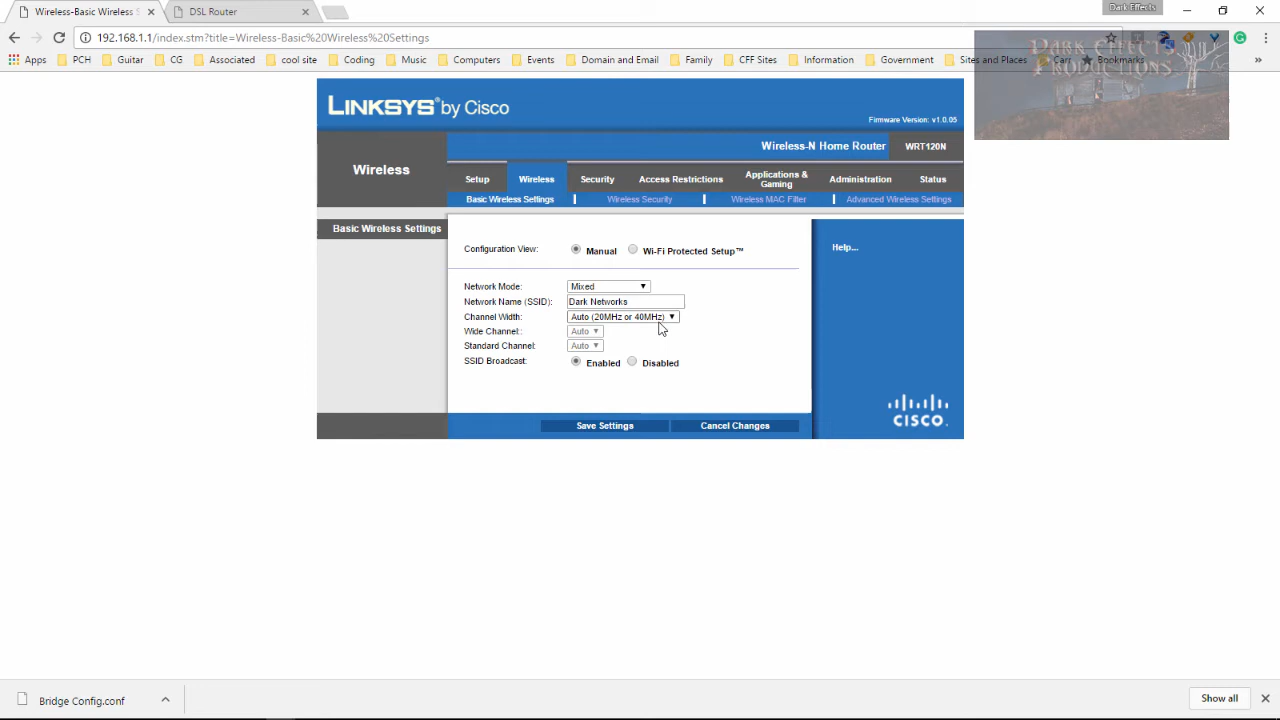 Wireless-Basic Wireless S
DSL Router
Dark Effects
192.168.1.1/index.stm?title=Wireless-Basic%20Wireless%20Settings
Apps PCH Guitar CG Associated cool site Coding Music Computers Events Domain and Email Family CFF Sites Information Government Sites and Places Carr Bookmarks »
DARK EFFECTS
PRODUCTIONS
LINKSYS® by Cisco
Firmware Version: v1.0.05
Wireless-N Home Router WRT120N
Wireless
Setup Wireless Security Access Restrictions Applications & Gaming Administration Status
Basic Wireless Settings Wireless Security Wireless MAC Filter Advanced Wireless Settings
Basic Wireless Settings
Help...
Configuration View: Manual Wi-Fi Protected Setup™
Network Mode: Mixed
Network Name (SSID): Dark Networks
Channel Width: Auto (20MHz or 40MHz)
Wide Channel:: Auto
Standard Channel: Auto
SSID Broadcast: Enabled Disabled
CISCO.
Save Settings Cancel Changes
Bridge Config.conf
Show all